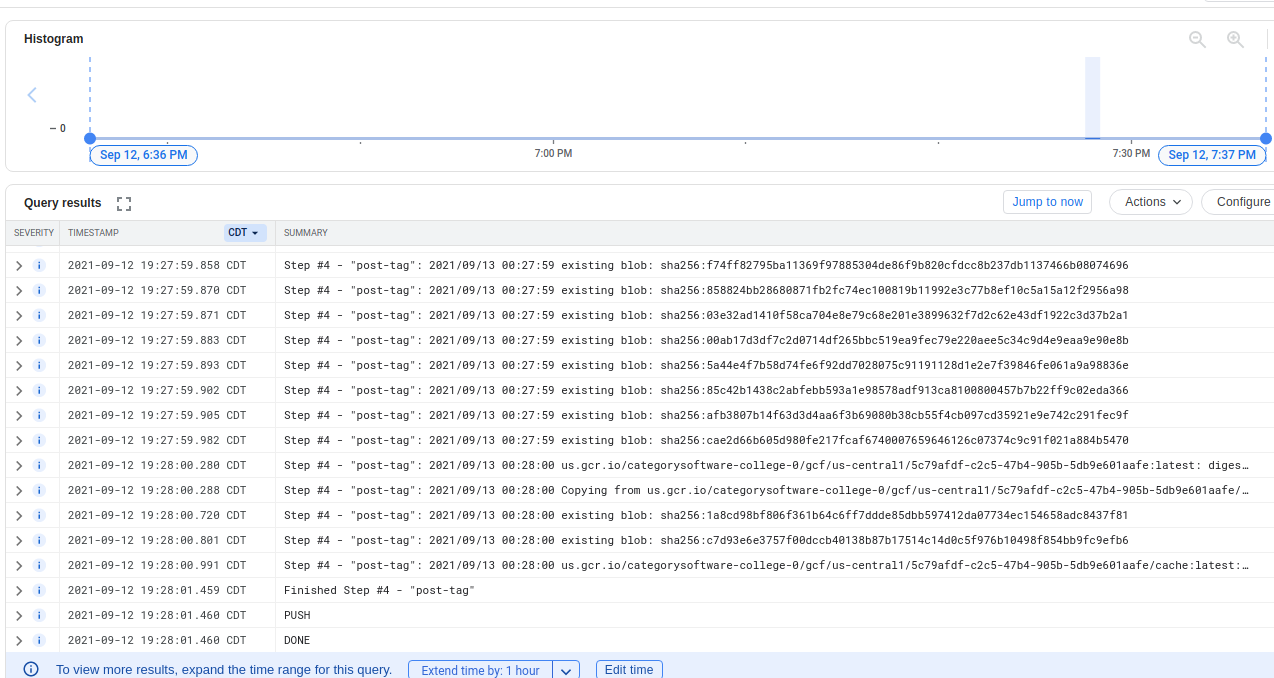 Histogram
– 0
Sep 12, 6:36 PM
7:00 PM
7:30 PM
Sep 12, 7:37 PM
Query results
Jump to now
Actions
Configure
SEVERITY TIMESTAMP CDT SUMMARY
2021-09-12 19:27:59.858 CDT Step #4 - "post-tag": 2021/09/13 00:27:59 existing blob: sha256:f74ff82795ba11369f97885304de86f9b820cfdcc8b237db1137466b08074696
2021-09-12 19:27:59.870 CDT Step #4 - "post-tag": 2021/09/13 00:27:59 existing blob: sha256:858824bb28680871fb2fc74ec100819b11992e3c77b8ef10c5a15a12f2956a98
2021-09-12 19:27:59.871 CDT Step #4 - "post-tag": 2021/09/13 00:27:59 existing blob: sha256:03e32ad1410f58ca704e8e79c68e201e3899632f7d2c62e43df1922c3d37b2a1
2021-09-12 19:27:59.883 CDT Step #4 - "post-tag": 2021/09/13 00:27:59 existing blob: sha256:00ab17d3df7c2d0714df265bbc519ea9fec79e220aee5c34c9d4e9eaa9e90e8b
2021-09-12 19:27:59.893 CDT Step #4 - "post-tag": 2021/09/13 00:27:59 existing blob: sha256:5a44e4f7b58d74fe6f92dd7028075c91191128d1e2e7f39846fe061a9a98836e
2021-09-12 19:27:59.902 CDT Step #4 - "post-tag": 2021/09/13 00:27:59 existing blob: sha256:85c42b1438c2abfebb593a1e98578adf913ca8100800457b7b22ff9c02eda366
2021-09-12 19:27:59.905 CDT Step #4 - "post-tag": 2021/09/13 00:27:59 existing blob: sha256:afb3807b14f63d3d4aa6f3b69080b38cb55f4cb097cd35921e9e742c291fec9f
2021-09-12 19:27:59.982 CDT Step #4 - "post-tag": 2021/09/13 00:27:59 existing blob: sha256:cae2d66b605d980fe217fcaf6740007659646126c07374c9c91f021a884b5470
2021-09-12 19:28:00.280 CDT Step #4 - "post-tag": 2021/09/13 00:28:00 us.gcr.io/categorysoftware-college-0/gcf/us-central1/5c79afdf-c2c5-47b4-905b-5db9e601aafe:latest: diges…
2021-09-12 19:28:00.288 CDT Step #4 - "post-tag": 2021/09/13 00:28:00 Copying from us.gcr.io/categorysoftware-college-0/gcf/us-central1/5c79afdf-c2c5-47b4-905b-5db9e601aafe/…
2021-09-12 19:28:00.720 CDT Step #4 - "post-tag": 2021/09/13 00:28:00 existing blob: sha256:1a8cd98bf806f361b64c6ff7ddde85dbb597412da07734ec154658adc8437f81
2021-09-12 19:28:00.801 CDT Step #4 - "post-tag": 2021/09/13 00:28:00 existing blob: sha256:c7d93e6e3757f00dccb40138b87b17514c14d0c5f976b10498f854bb9fc9efb6
2021-09-12 19:28:00.991 CDT Step #4 - "post-tag": 2021/09/13 00:28:00 us.gcr.io/categorysoftware-college-0/gcf/us-central1/5c79afdf-c2c5-47b4-905b-5db9e601aafe/cache:latest:…
2021-09-12 19:28:01.459 CDT Finished Step #4 - "post-tag"
2021-09-12 19:28:01.460 CDT PUSH
2021-09-12 19:28:01.460 CDT DONE
To view more results, expand the time range for this query. Extend time by: 1 hour Edit time